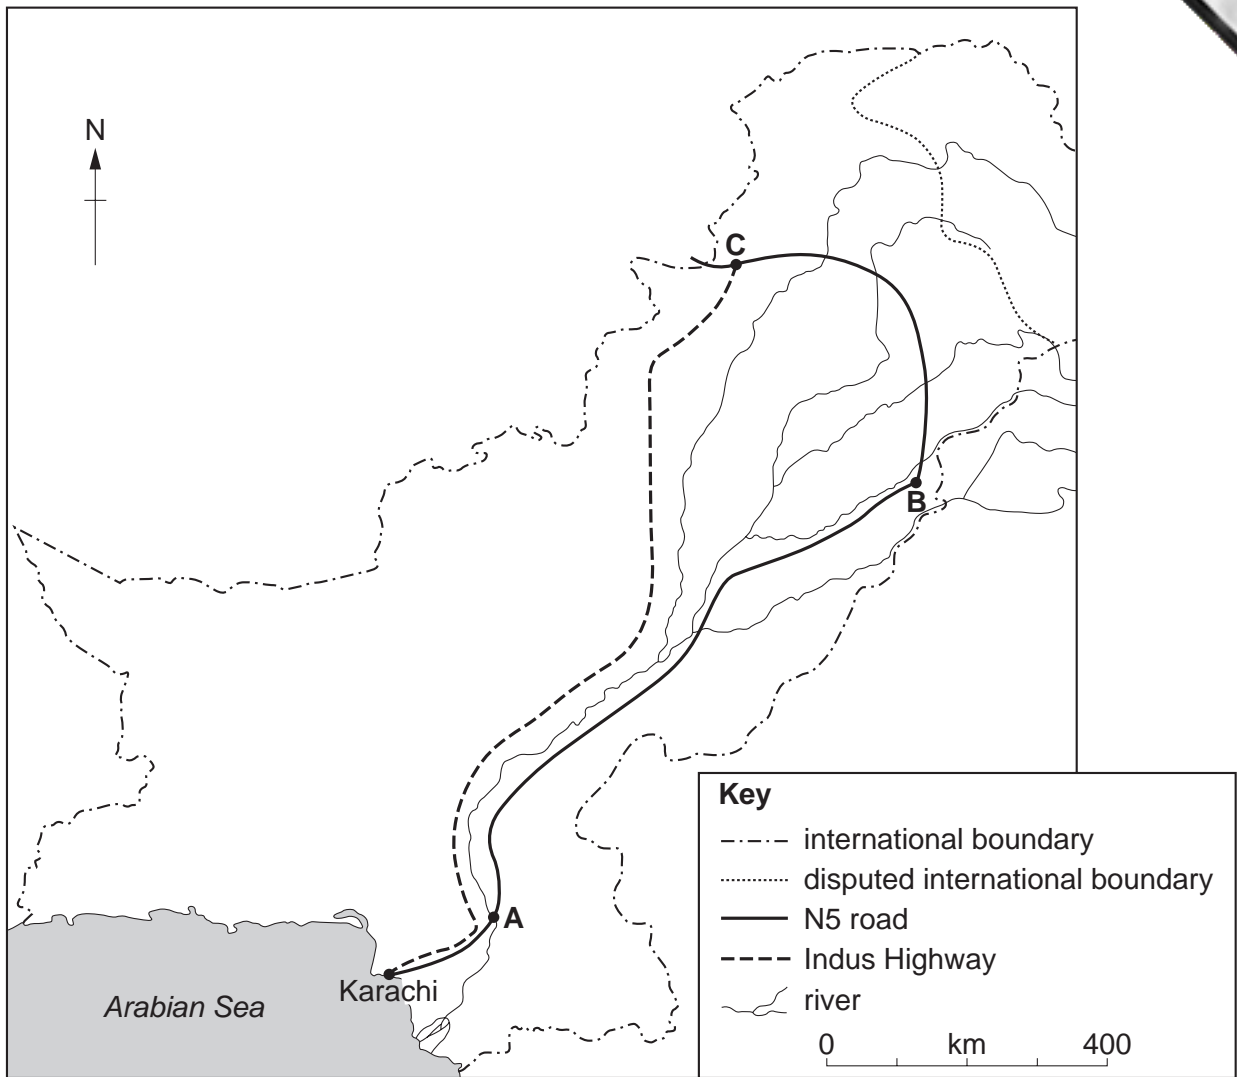 N
C
B
A
Karachi
Arabian Sea
Key
international boundary
disputed international boundary
N5 road
Indus Highway
river
0 km 400